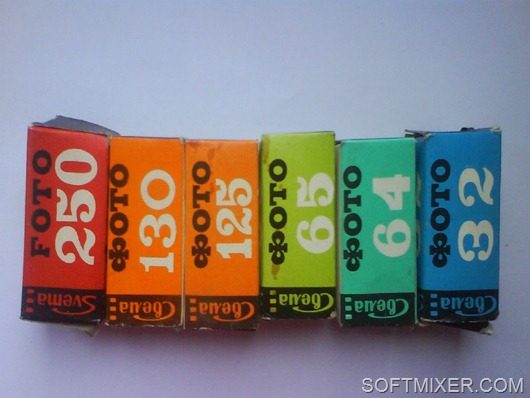 FOTO
250
Svema
ФОТО
130
Свема
ФОТО
125
Свема
ФОТО
65
Свема
ФОТО
64
Свема
ФОТО
32
Свема
SOFTMIXER.COM